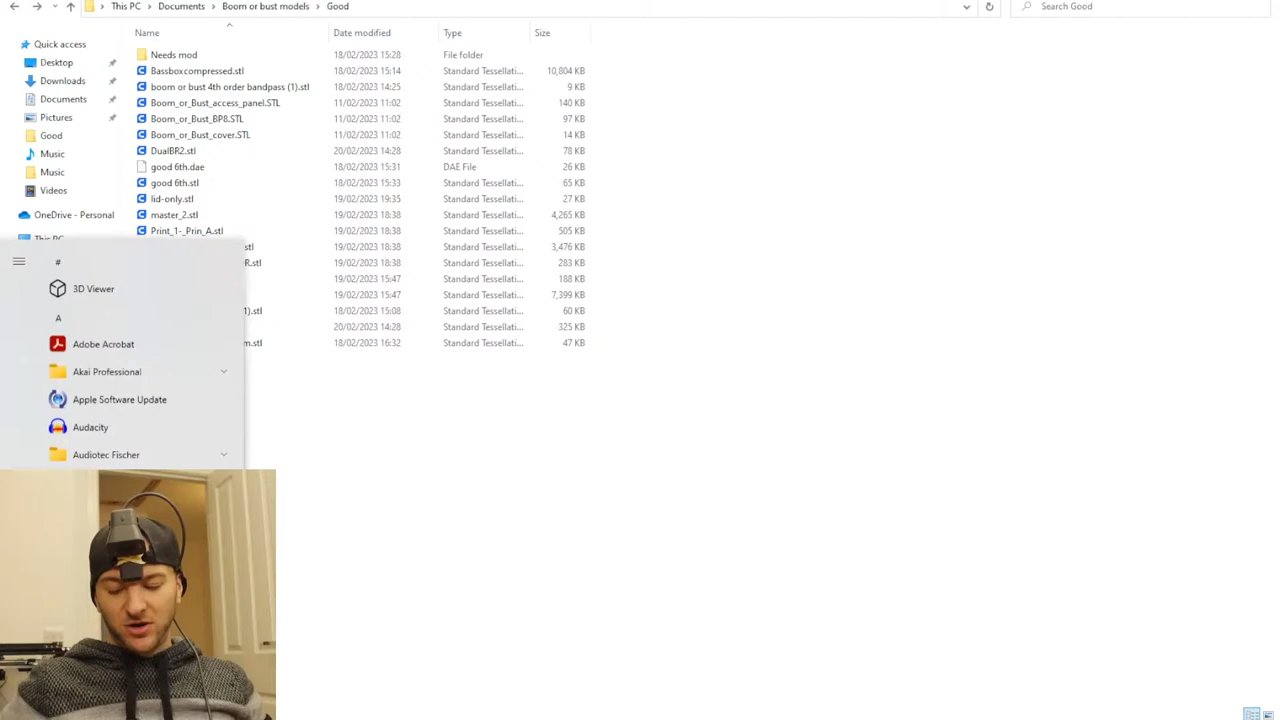 This PC > Documents > Boom or bust models > Good
Search Good
Name Date modified Type Size
Quick access
Desktop
Downloads
Documents
Pictures
Good
Music
Music
Videos
OneDrive - Personal
This PC
Needs mod 18/02/2023 15:28 File folder
Bassboxcompressed.stl 18/02/2023 15:14 Standard Tessellati... 10,804 KB
boom or bust 4th order bandpass (1).stl 18/02/2023 14:25 Standard Tessellati... 9 KB
Boom_or_Bust_access_panel.STL 11/02/2023 11:02 Standard Tessellati... 140 KB
Boom_or_Bust_BP8.STL 11/02/2023 11:02 Standard Tessellati... 97 KB
Boom_or_Bust_cover.STL 11/02/2023 11:02 Standard Tessellati... 14 KB
DualBR2.stl 20/02/2023 14:28 Standard Tessellati... 78 KB
good 6th.dae 18/02/2023 15:31 DAE File 26 KB
good 6th.stl 18/02/2023 15:33 Standard Tessellati... 65 KB
lid-only.stl 19/02/2023 19:35 Standard Tessellati... 27 KB
master_2.stl 19/02/2023 18:38 Standard Tessellati... 4,265 KB
Print_1-_Prin_A.stl 19/02/2023 18:38 Standard Tessellati... 505 KB
stl 19/02/2023 18:38 Standard Tessellati... 3,476 KB
R.stl 19/02/2023 18:38 Standard Tessellati... 283 KB
19/02/2023 15:47 Standard Tessellati... 188 KB
19/02/2023 15:47 Standard Tessellati... 7,399 KB
1).stl 18/02/2023 15:08 Standard Tessellati... 60 KB
20/02/2023 14:28 Standard Tessellati... 325 KB
m.stl 18/02/2023 16:32 Standard Tessellati... 47 KB
#
3D Viewer
A
Adobe Acrobat
Akai Professional
Apple Software Update
Audacity
Audiotec Fischer